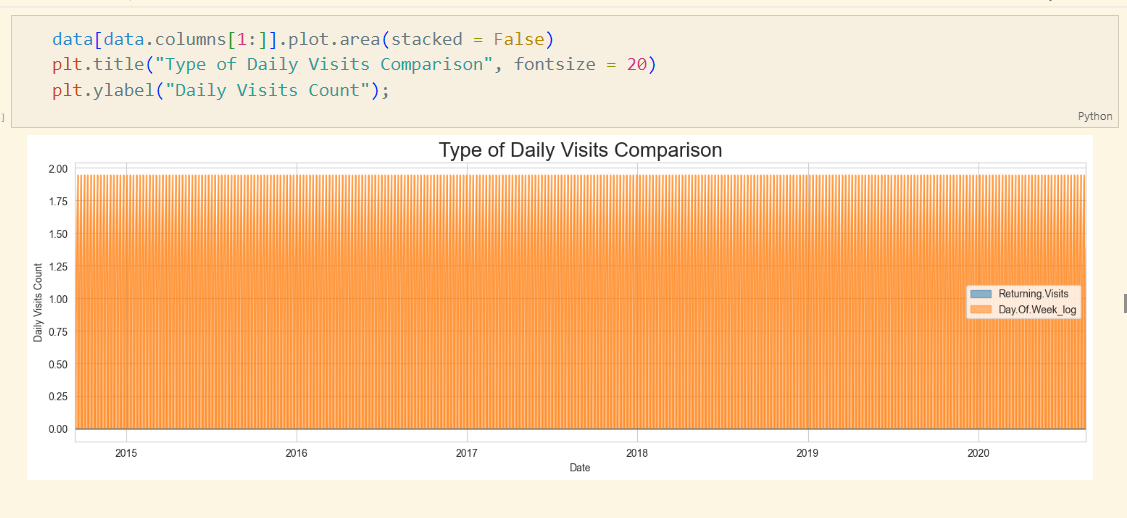 data[data.columns[1:]].plot.area(stacked = False)
plt.title("Type of Daily Visits Comparison", fontsize = 20)
plt.ylabel("Daily Visits Count");
]
Python
Type of Daily Visits Comparison
2.00
1.75
1.50
1.25
1.00
0.75
0.50
0.25
0.00
Daily Visits Count
Returning.Visits
Day.Of.Week_log
2015 2016 2017 2018 2019 2020
Date